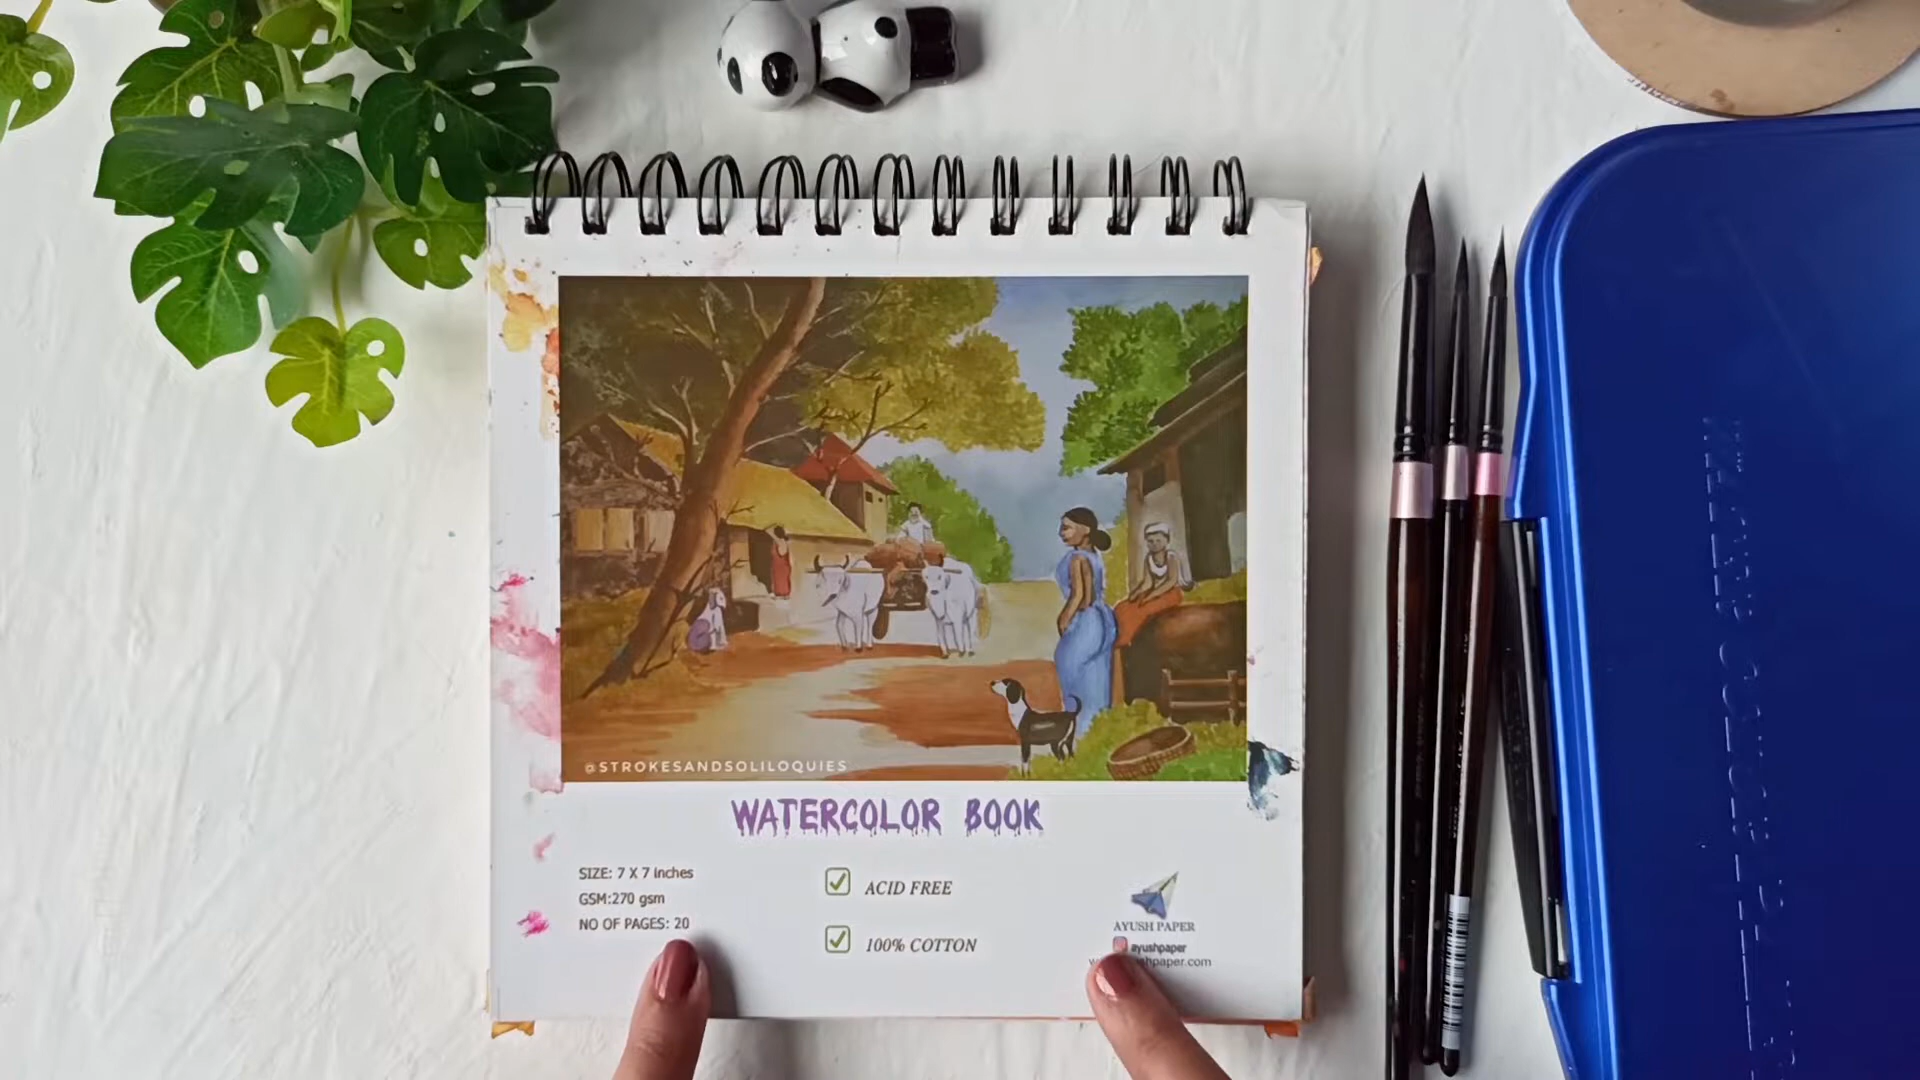 @STROKESANDSOLILOQUIES
WATERCOLOR BOOK
SIZE: 7 X 7 inches
GSM:270 gsm
NO OF PAGES: 20
ACID FREE
100% COTTON
AYUSH PAPER
ayushpaper